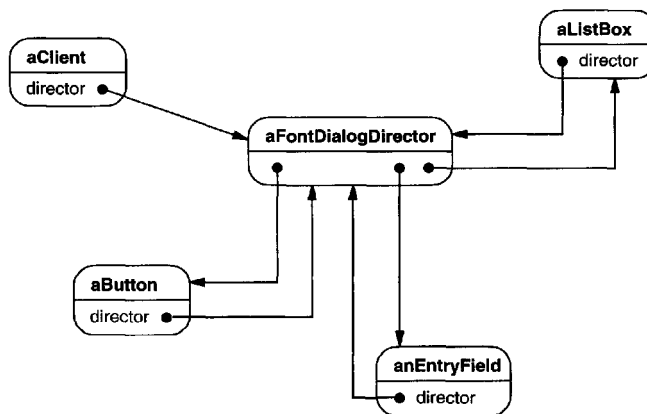 aClient
director
aListBox
director
aFontDialogDirector
aButton
director
anEntryField
director